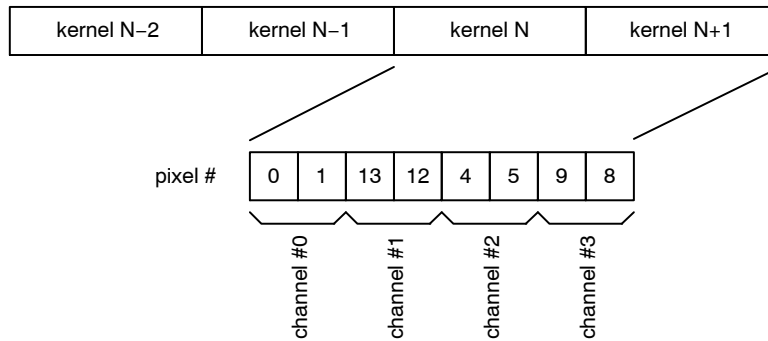 kernel N−2 kernel N−1 kernel N kernel N+1
pixel # 0 1 13 12 4 5 9 8
channel #0 channel #1 channel #2 channel #3